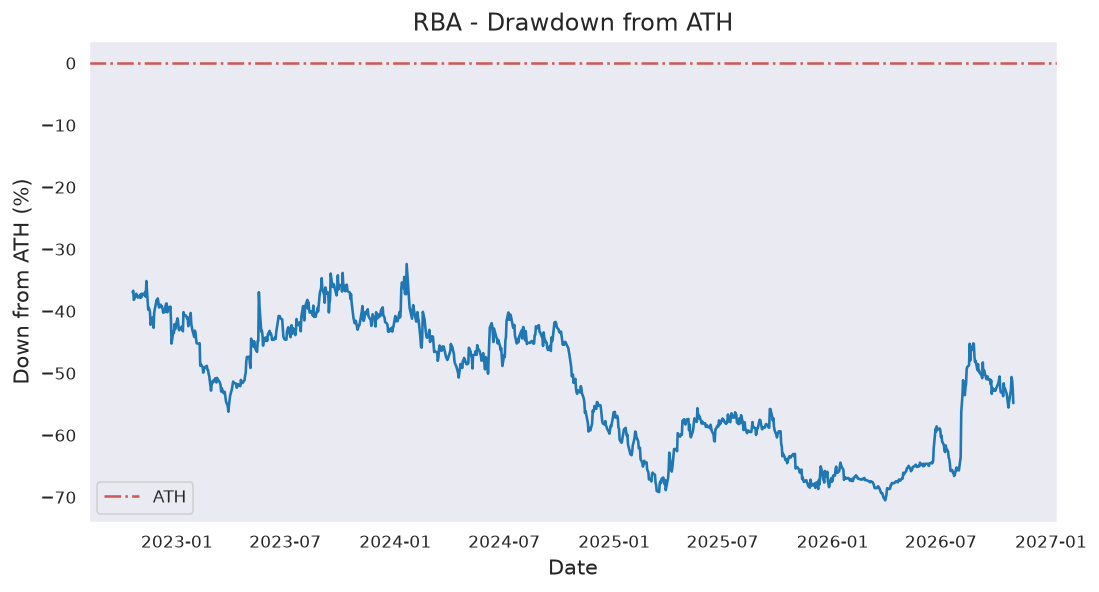 RBA - Drawdown from ATH
Down from ATH (%)
0
−10
−20
−30
−40
−50
−60
−70
ATH
2023-01 2023-07 2024-01 2024-07 2025-01 2025-07 2026-01 2026-07 2027-01
Date